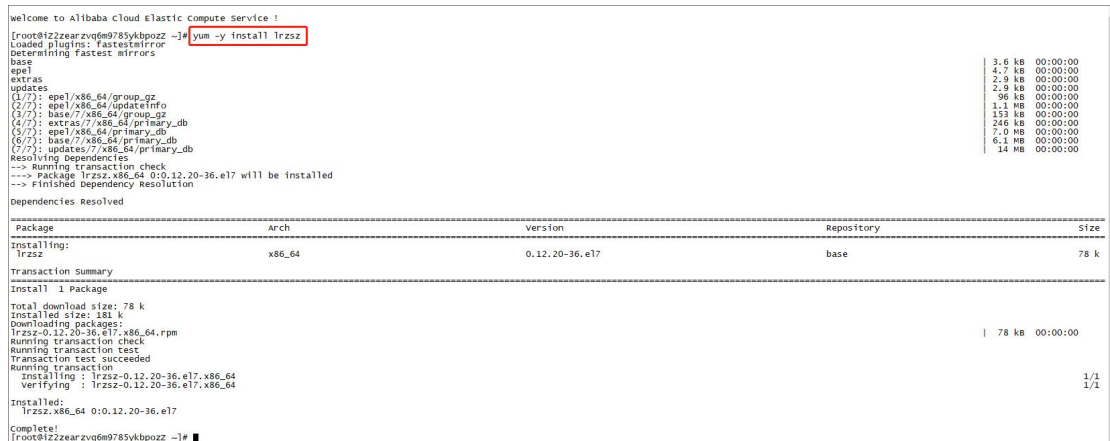 Welcome to Alibaba Cloud Elastic Compute Service !
[root@iZ2zearzvq6m9785ykbpozZ ~]# yum -y install lrzsz
Loaded plugins: fastestmirror
Determining fastest mirrors
base | 3.6 kB 00:00:00
epel | 4.7 kB 00:00:00
extras | 2.9 kB 00:00:00
updates | 2.9 kB 00:00:00
(1/7): epel/x86_64/group_gz | 96 kB 00:00:00
(2/7): epel/x86_64/updateinfo | 1.1 MB 00:00:00
(3/7): base/7/x86_64/group_gz | 153 kB 00:00:00
(4/7): extras/7/x86_64/primary_db | 246 kB 00:00:00
(5/7): epel/x86_64/primary_db | 7.0 MB 00:00:00
(6/7): base/7/x86_64/primary_db | 6.1 MB 00:00:00
(7/7): updates/7/x86_64/primary_db | 14 MB 00:00:00
Resolving Dependencies
--> Running transaction check
---> Package lrzsz.x86_64 0:0.12.20-36.el7 will be installed
--> Finished Dependency Resolution
Dependencies Resolved
Package Arch Version Repository Size
Installing:
lrzsz x86_64 0.12.20-36.el7 base 78 k
Transaction Summary
Install 1 Package
Total download size: 78 k
Installed size: 181 k
Downloading packages:
lrzsz-0.12.20-36.el7.x86_64.rpm | 78 kB 00:00:00
Running transaction check
Running transaction test
Transaction test succeeded
Running transaction
Installing : lrzsz-0.12.20-36.el7.x86_64 1/1
Verifying : lrzsz-0.12.20-36.el7.x86_64 1/1
Installed:
lrzsz.x86_64 0:0.12.20-36.el7
Complete!
[root@iZ2zearzvq6m9785ykbpozZ ~]#